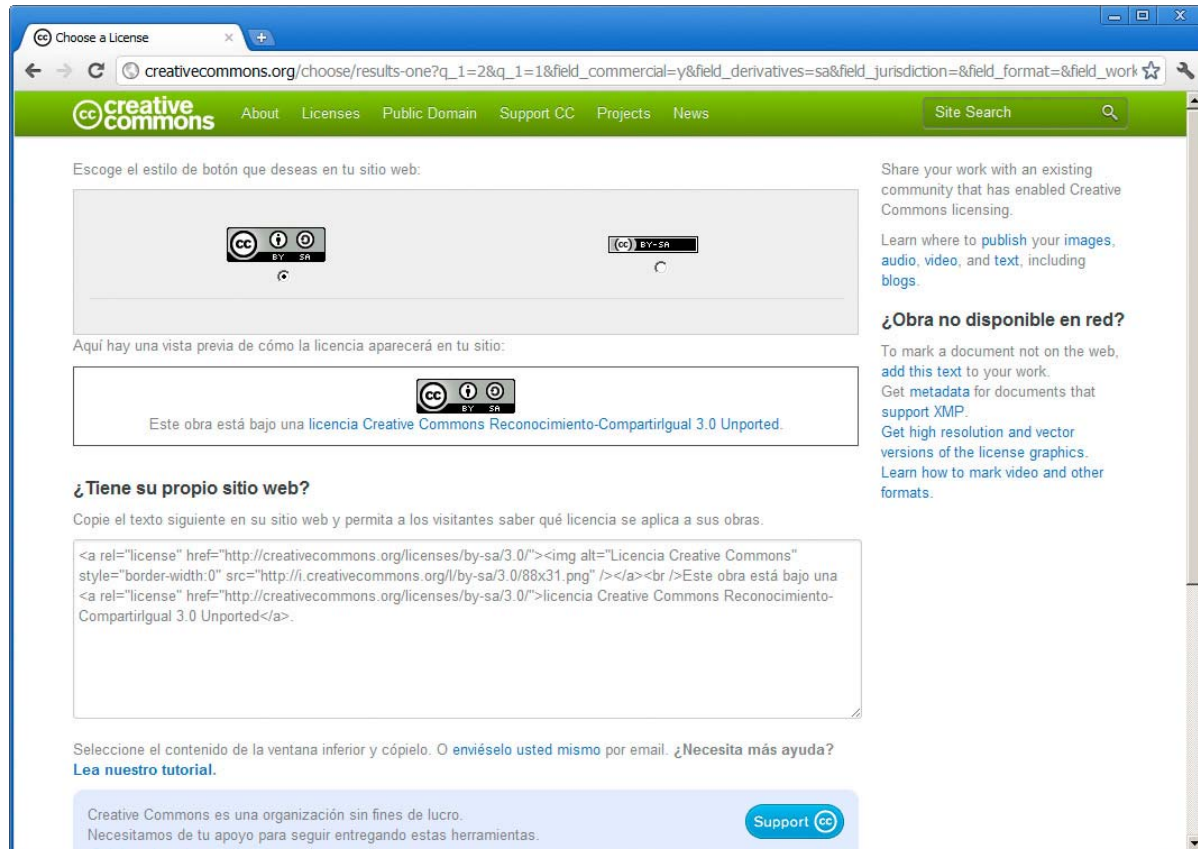 Choose a License
creativecommons.org/choose/results-one?q_1=2&q_1=1&field_commercial=y&field_derivatives=sa&field_jurisdiction=&field_format=&field_work
cc creative commons About Licenses Public Domain Support CC Projects News Site Search
Escoge el estilo de botón que deseas en tu sitio web:
cc BY SA
(cc) BY-SA
Aquí hay una vista previa de cómo la licencia aparecerá en tu sitio:
cc BY SA
Este obra está bajo una licencia Creative Commons Reconocimiento-CompartirIgual 3.0 Unported.
¿Tiene su propio sitio web?
Copie el texto siguiente en su sitio web y permita a los visitantes saber qué licencia se aplica a sus obras.
<a rel="license" href="http://creativecommons.org/licenses/by-sa/3.0/"><img alt="Licencia Creative Commons"
style="border-width:0" src="http://i.creativecommons.org/l/by-sa/3.0/88x31.png" /></a><br />Este obra está bajo una
<a rel="license" href="http://creativecommons.org/licenses/by-sa/3.0/">licencia Creative Commons Reconocimiento-
CompartirIgual 3.0 Unported</a>.
Seleccione el contenido de la ventana inferior y cópielo. O enviéselo usted mismo por email. ¿Necesita más ayuda?
Lea nuestro tutorial.
Creative Commons es una organización sin fines de lucro.
Necesitamos de tu apoyo para seguir entregando estas herramientas.
Support cc
Share your work with an existing
community that has enabled Creative
Commons licensing.
Learn where to publish your images,
audio, video, and text, including
blogs.
¿Obra no disponible en red?
To mark a document not on the web,
add this text to your work.
Get metadata for documents that
support XMP.
Get high resolution and vector
versions of the license graphics.
Learn how to mark video and other
formats.